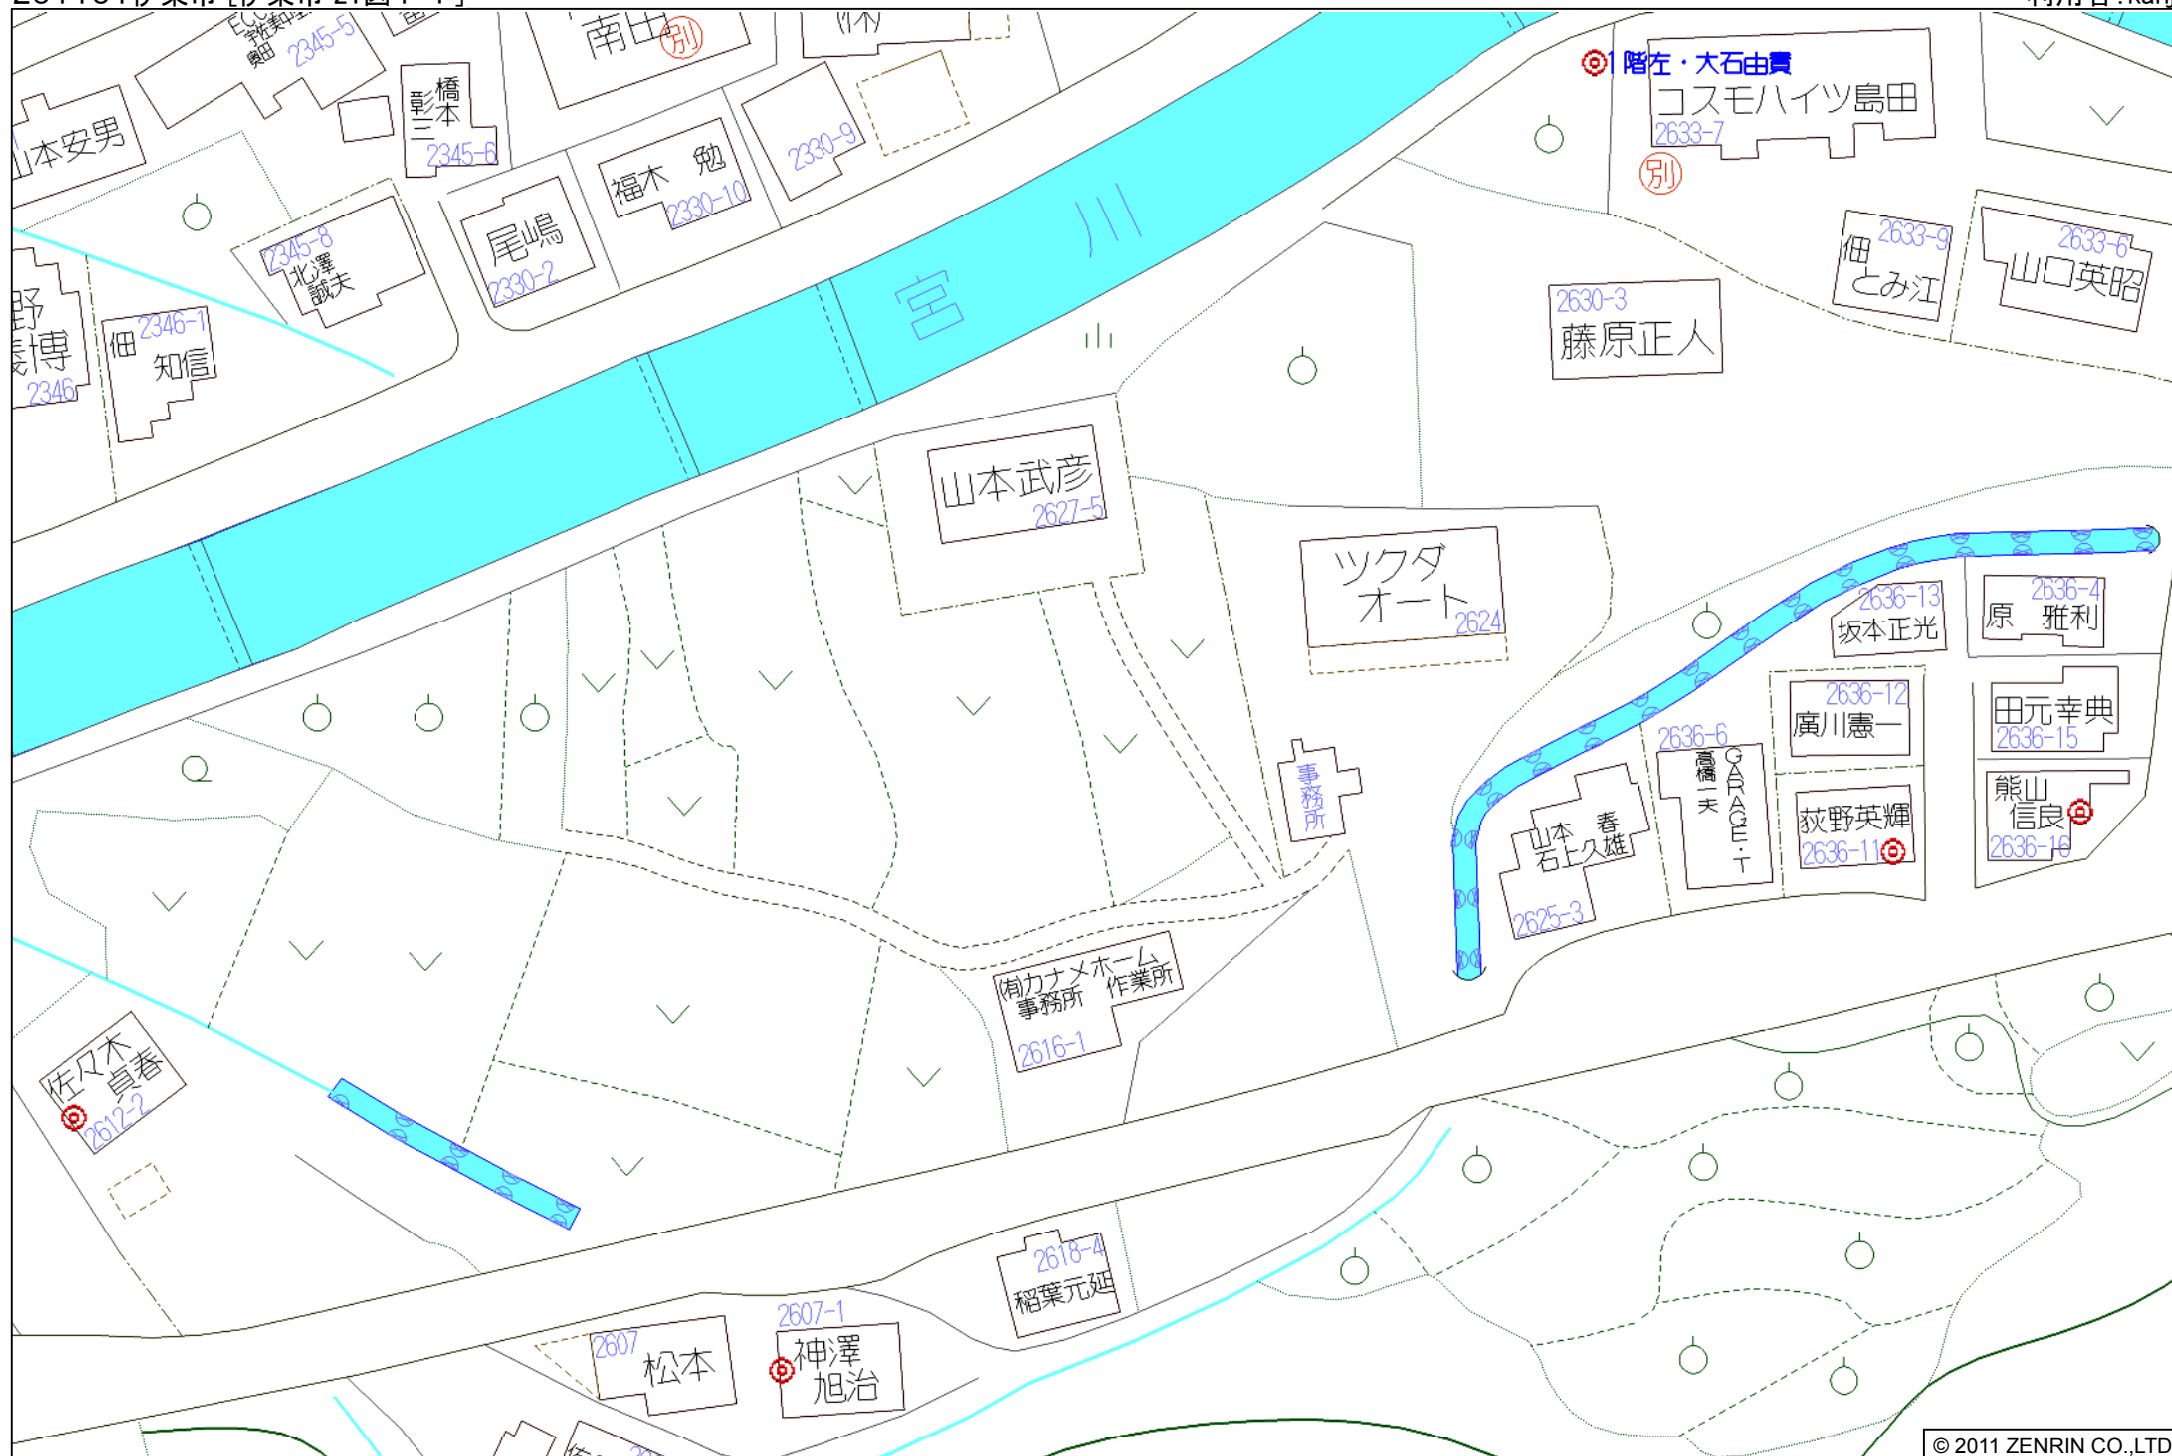 2345-5
奥田
南田
別
(株)
1階左・大石由貴
コスモハイツ島田
2633-7
別
橋本
彰三
2345-6
山本安男
福木 勉
2330-10
2330-9
尾嶋
2330-2
2345-8
北澤
誠夫
宮川
佃
とみ江
2633-9
2633-6
山口英昭
2630-3
藤原正人
野
義博
2346
佃
知信
2346-1
山本武彦
2627-5
ツクダ
オート
2624
2636-13
坂本正光
2636-4
原 雅利
2636-12
廣川憲一
田元幸典
2636-15
2636-6
GARAGE・T
高橋一夫
事務所
荻野英輝
2636-11
熊山
信良
2636-16
山本 春
石上久雄
2625-3
(有)カナメホーム
事務所 作業所
2616-1
佐々木
貞春
2612-2
2618-4
稲葉元延
2607-1
神澤
旭治
2607
松本
© 2011 ZENRIN CO.,LTD